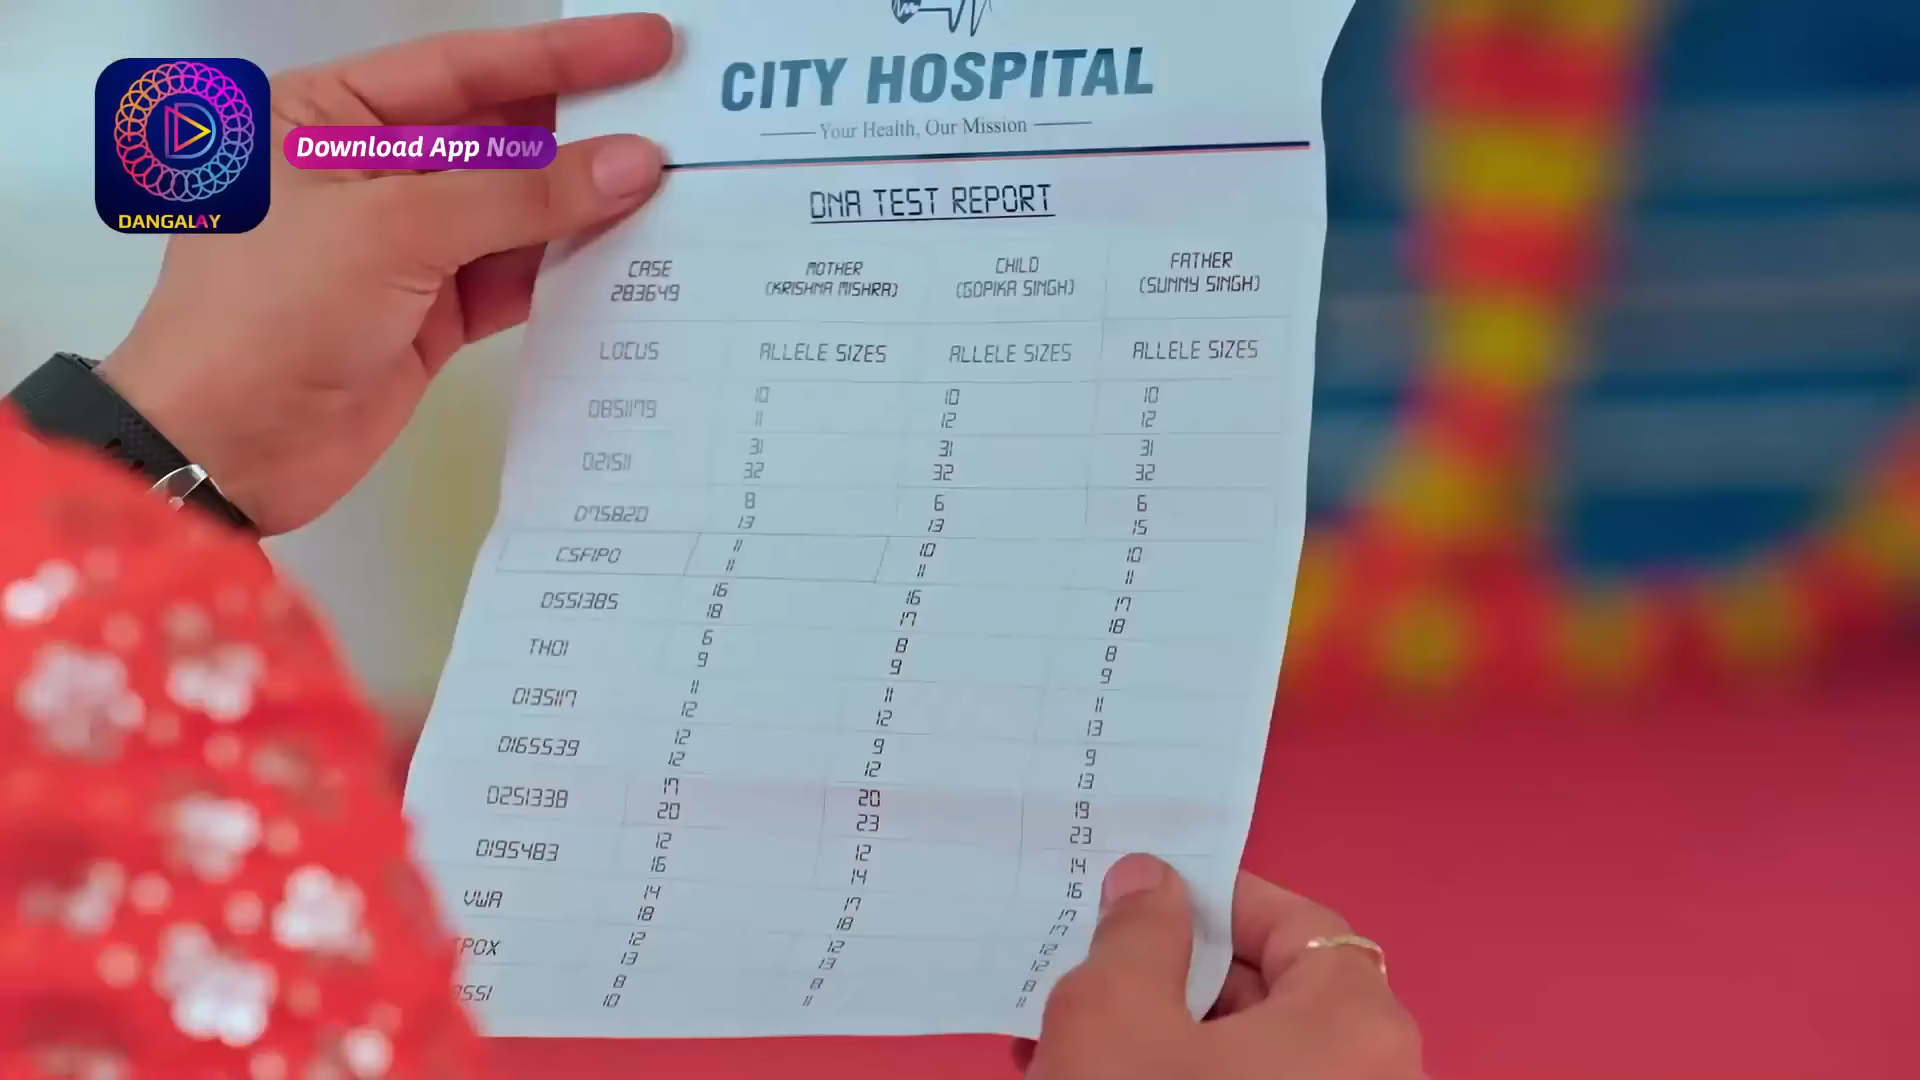 DANGALAY
Download App Now
CITY HOSPITAL
Your Health, Our Mission
DNA TEST REPORT
CASE 283649 MOTHER (KRISHNA MISHRA) CHILD (GOPIKA SINGH) FATHER (SUNNY SINGH)
LOCUS ALLELE SIZES ALLELE SIZES ALLELE SIZES
D8S1179 10 10 10
11 12 12
D21S11 31 31 31
32 32 32
D7S820 8 6 6
13 13 15
CSF1PO 11 10 10
11 11 11
D5S1385 16 16 17
18 17 18
TH01 6 8 8
9 9 9
D13S117 11 11 11
12 12 13
D16S539 12 9 9
12 12 13
D2S1338 17 20 19
20 23 23
D19S483 12 12 14
16 14 16
VWA 14 17 17
18 18 17
POX 12 12 12
13 13 12
SS1 8 8 8
10 11 11